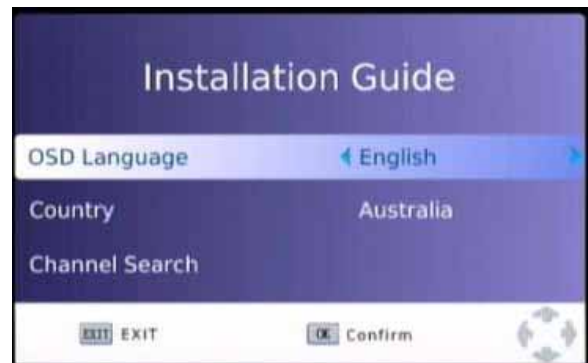 Installation Guide
OSD Language English
Country Australia
Channel Search
EXIT EXIT OK Confirm